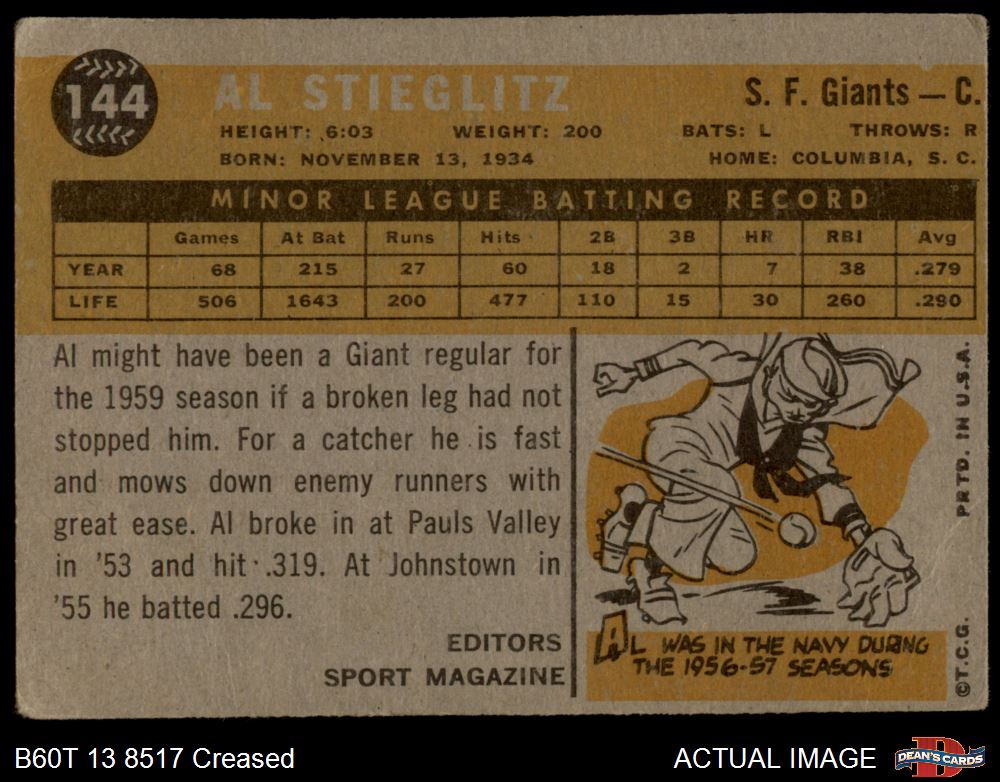 144
AL STIEGLITZ
S. F. Giants — C.
HEIGHT: 6:03 WEIGHT: 200 BATS: L THROWS: R
BORN: NOVEMBER 13, 1934 HOME: COLUMBIA, S. C.
MINOR LEAGUE BATTING RECORD
Games At Bat Runs Hits 2B 3B HR RBI Avg
YEAR 68 215 27 60 18 2 7 38 .279
LIFE 506 1643 200 477 110 15 30 260 .290
Al might have been a Giant regular for
the 1959 season if a broken leg had not
stopped him. For a catcher he is fast
and mows down enemy runners with
great ease. Al broke in at Pauls Valley
in '53 and hit .319. At Johnstown in
'55 he batted .296.
EDITORS
SPORT MAGAZINE
AL WAS IN THE NAVY DURING
THE 1956-57 SEASONS
PRTD. IN U.S.A.
©T.C.G.
B60T 13 8517 Creased
ACTUAL IMAGE
D
DEAN'S CARDS